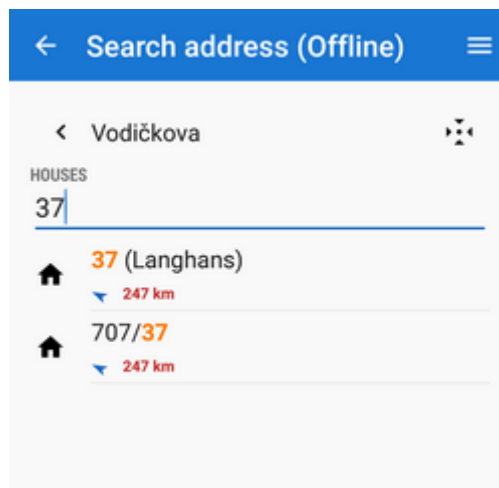 Search address (Offline)
Vodičkova
HOUSES
37
37 (Langhans)
247 km
707/37
247 km